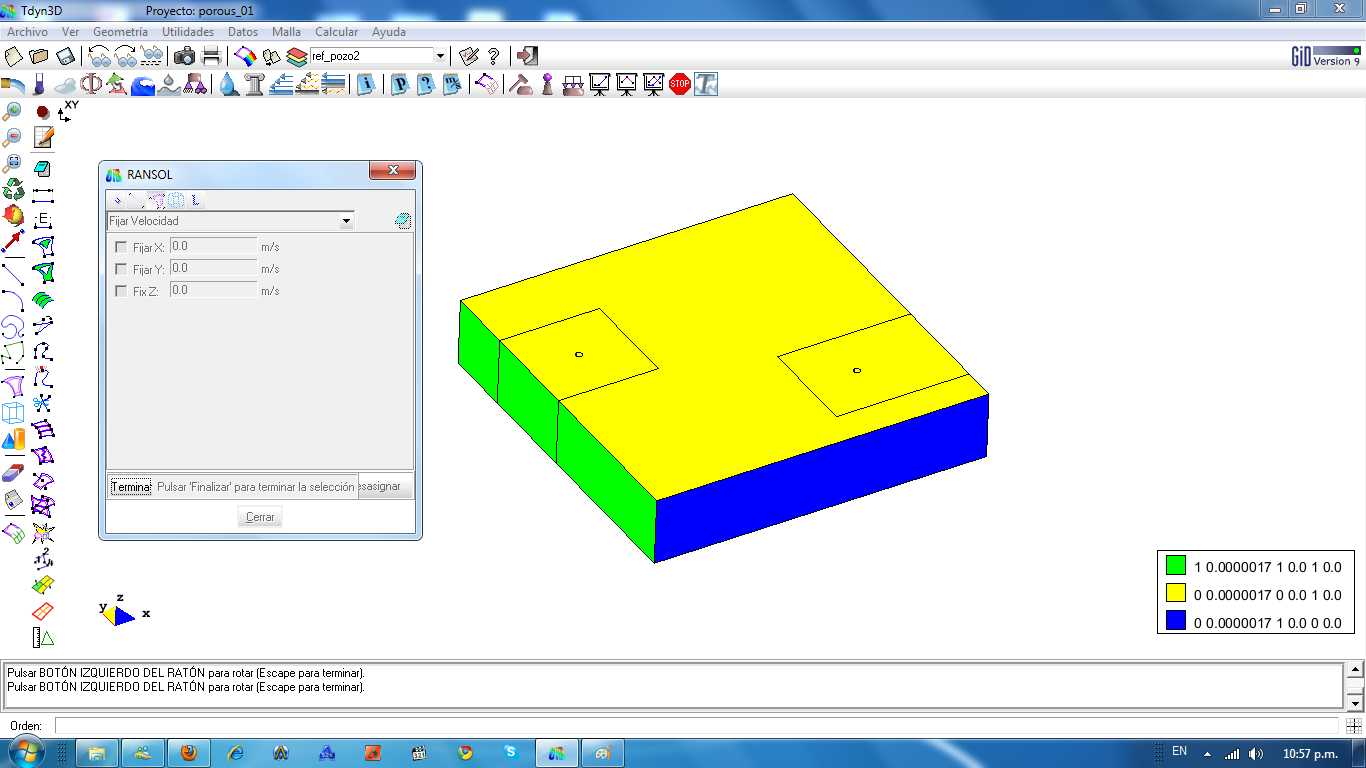 Tdyn3D Proyecto: porous_01
Archivo Ver Geometría Utilidades Datos Malla Calcular Ayuda
ref_pozo2
GiD Version 9
STOP
XY
RANSOL
Fijar Velocidad
Fijar X: 0.0 m/s
Fijar Y: 0.0 m/s
Fix Z: 0.0 m/s
Termina Pulsar 'Finalizar' para terminar la selección esasignar
Cerrar
1 0.0000017 1 0.0 1 0.0
0 0.0000017 0 0.0 1 0.0
0 0.0000017 1 0.0 0 0.0
z
y
x
Pulsar BOTÓN IZQUIERDO DEL RATÓN para rotar (Escape para terminar).
Pulsar BOTÓN IZQUIERDO DEL RATÓN para rotar (Escape para terminar).
Orden:
EN 10:57 p.m.